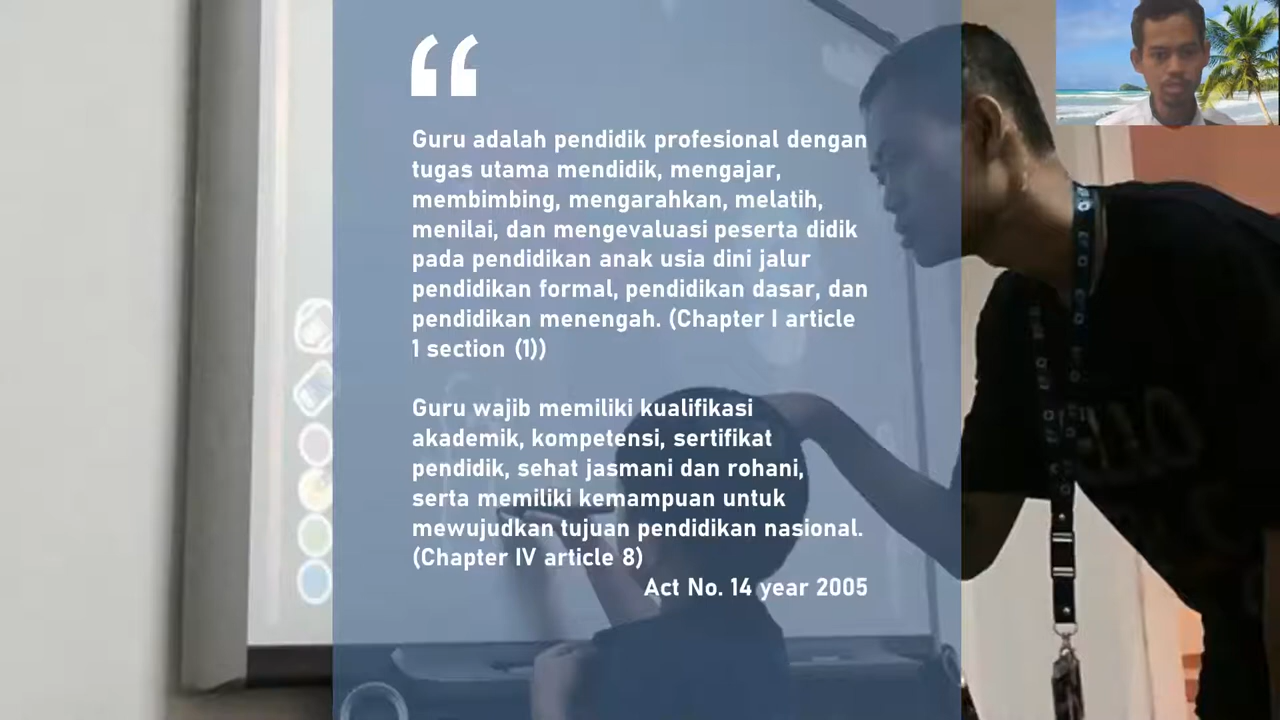 “
Guru adalah pendidik profesional dengan
tugas utama mendidik, mengajar,
membimbing, mengarahkan, melatih,
menilai, dan mengevaluasi peserta didik
pada pendidikan anak usia dini jalur
pendidikan formal, pendidikan dasar, dan
pendidikan menengah. (Chapter I article
1 section (1))
Guru wajib memiliki kualifikasi
akademik, kompetensi, sertifikat
pendidik, sehat jasmani dan rohani,
serta memiliki kemampuan untuk
mewujudkan tujuan pendidikan nasional.
(Chapter IV article 8)
Act No. 14 year 2005